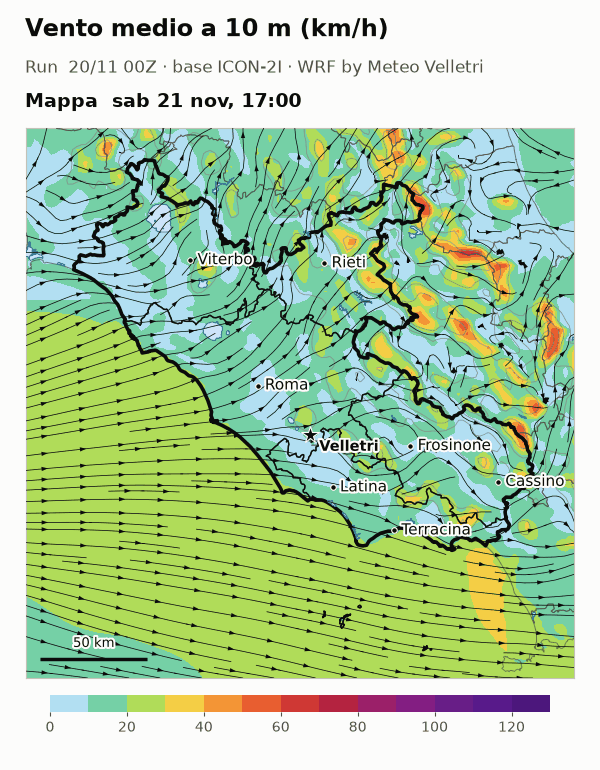 Vento medio a 10 m (km/h)
Run  20/11 00Z · base ICON-2I · WRF by Meteo Velletri
Mappa  sab 21 nov, 17:00
Viterbo
Rieti
Roma
Velletri
Frosinone
Cassino
Latina
Terracina
50 km
0 20 40 60 80 100 120